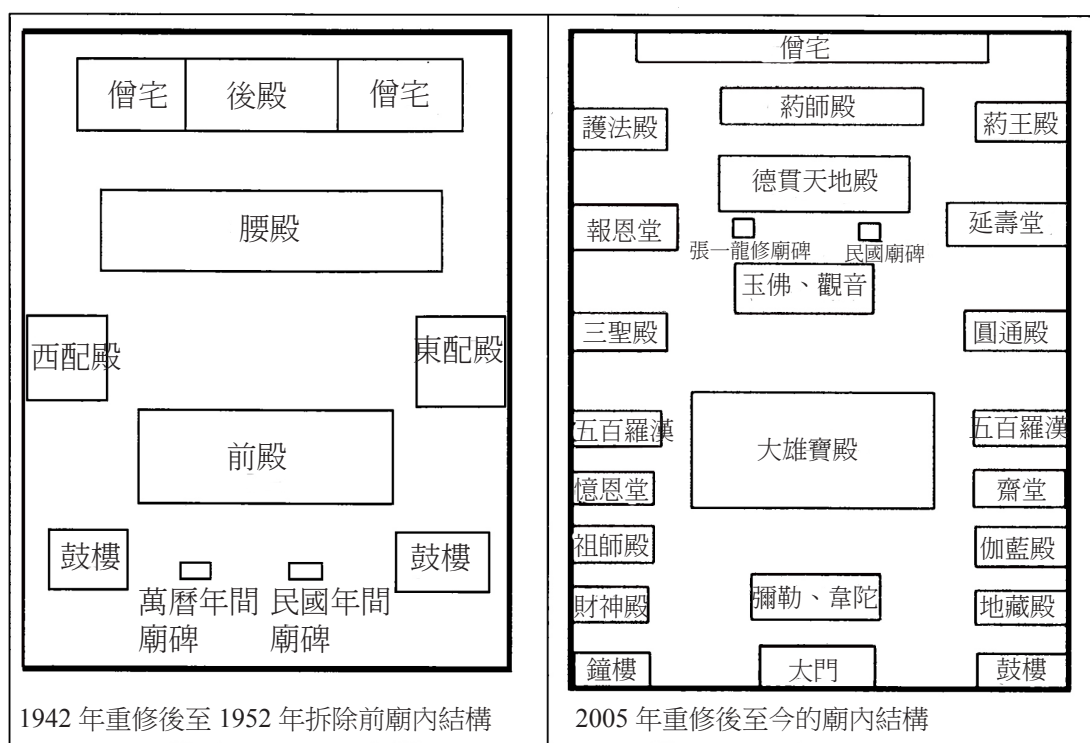 僧宅
後殿
僧宅
腰殿
西配殿
東配殿
前殿
鼓樓
鼓樓
萬曆年間
廟碑
民國年間
廟碑
1942 年重修後至 1952 年拆除前廟內結構
僧宅
葯師殿
護法殿
葯王殿
德貫天地殿
報恩堂
延壽堂
張一龍修廟碑
民國廟碑
玉佛、觀音
三聖殿
圓通殿
五百羅漢
大雄寶殿
五百羅漢
憶恩堂
齋堂
祖師殿
伽藍殿
財神殿
彌勒、韋陀
地藏殿
鐘樓
大門
鼓樓
2005 年重修後至今的廟內結構